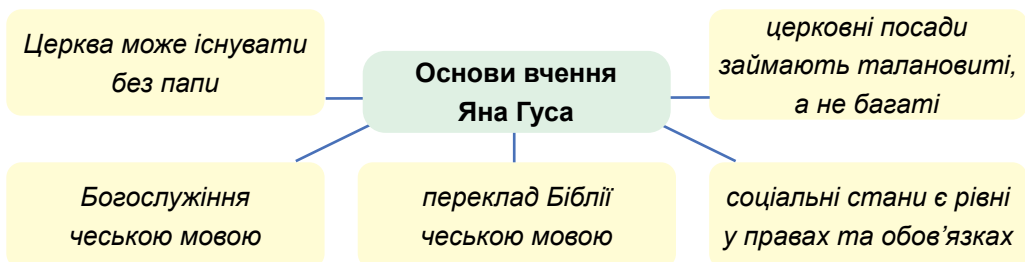 Церква може існувати
без папи
Основи вчення
Яна Гуса
церковні посади
займають талановиті,
а не багаті
Богослужіння
чеською мовою
переклад Біблії
чеською мовою
соціальні стани є рівні
у правах та обов’язках